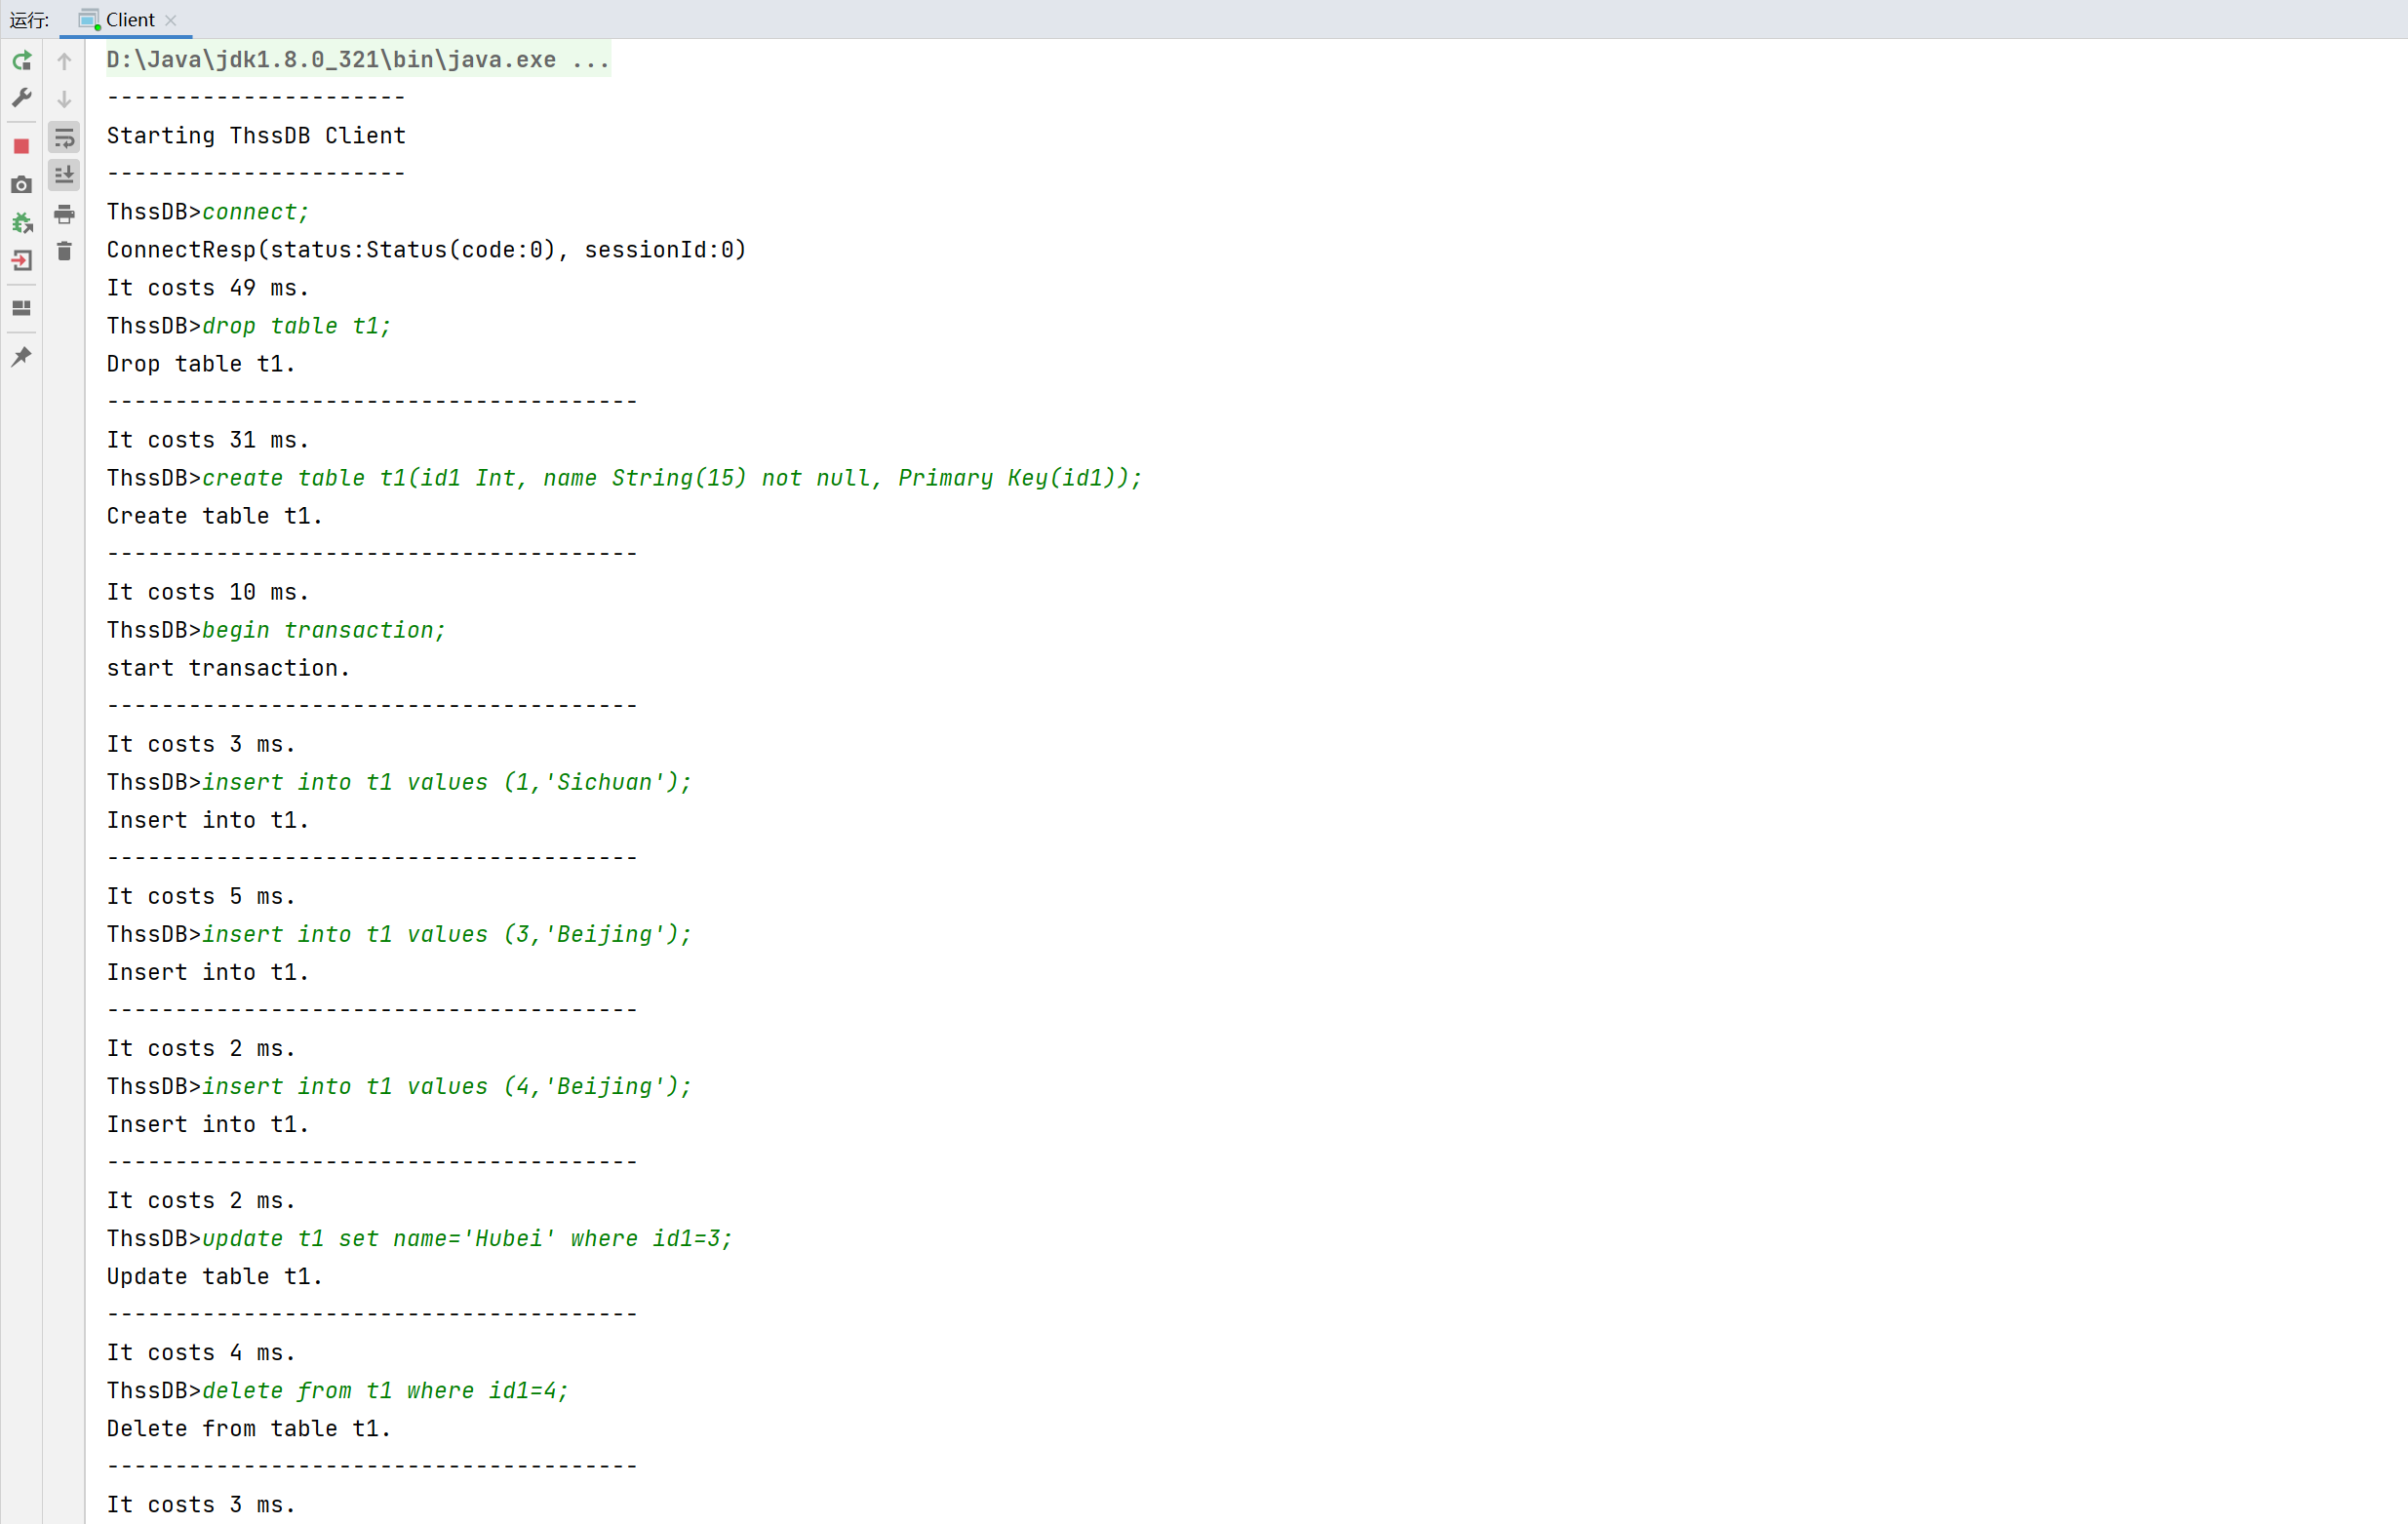 运行: Client
D:\Java\jdk1.8.0_321\bin\java.exe ...
----------------------
Starting ThssDB Client
----------------------
ThssDB>connect;
ConnectResp(status:Status(code:0), sessionId:0)
It costs 49 ms.
ThssDB>drop table t1;
Drop table t1.
---------------------------------------
It costs 31 ms.
ThssDB>create table t1(id1 Int, name String(15) not null, Primary Key(id1));
Create table t1.
---------------------------------------
It costs 10 ms.
ThssDB>begin transaction;
start transaction.
---------------------------------------
It costs 3 ms.
ThssDB>insert into t1 values (1,'Sichuan');
Insert into t1.
---------------------------------------
It costs 5 ms.
ThssDB>insert into t1 values (3,'Beijing');
Insert into t1.
---------------------------------------
It costs 2 ms.
ThssDB>insert into t1 values (4,'Beijing');
Insert into t1.
---------------------------------------
It costs 2 ms.
ThssDB>update t1 set name='Hubei' where id1=3;
Update table t1.
---------------------------------------
It costs 4 ms.
ThssDB>delete from t1 where id1=4;
Delete from table t1.
---------------------------------------
It costs 3 ms.